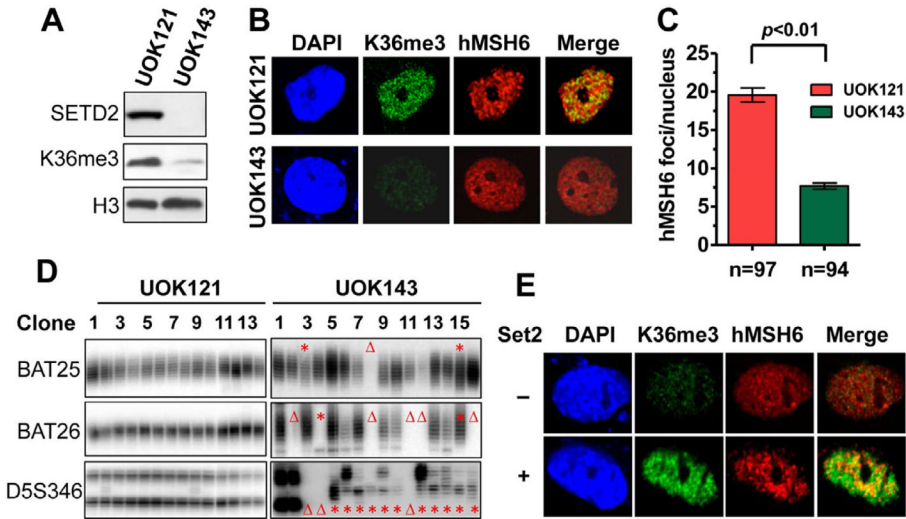 A
UOK121
UOK143
SETD2
K36me3
H3
B
DAPI K36me3 hMSH6 Merge
UOK121
UOK143
C
p<0.01
hMSH6 foci/nucleus
25
20
15
10
5
0
UOK121
UOK143
n=97 n=94
D
UOK121 UOK143
Clone 1 3 5 7 9 11 13 1 3 5 7 9 11 13 15
* Δ *
BAT25
Δ * Δ Δ Δ * Δ
BAT26
D5S346
Δ Δ * * * * * * Δ * * * * *
E
Set2 DAPI K36me3 hMSH6 Merge
–
+